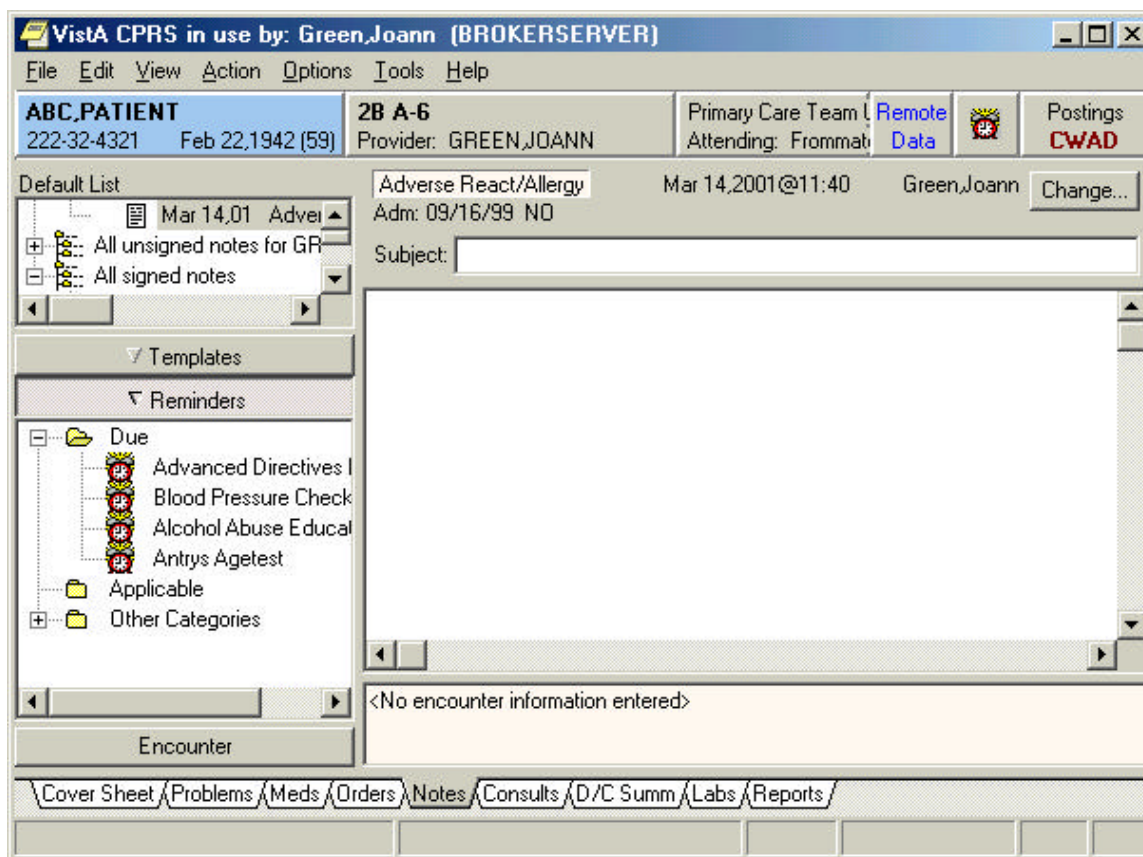 VistA CPRS in use by: Green,Joann (BROKERSERVER)
File Edit View Action Options Tools Help
ABC,PATIENT
222-32-4321 Feb 22,1942 (59)
2B A-6
Provider: GREEN,JOANN
Primary Care Team
Attending: Frommat
Remote
Data
Postings
CWAD
Default List
Mar 14,01 Adver
All unsigned notes for GR
All signed notes
Templates
Reminders
Due
Advanced Directives
Blood Pressure Check
Alcohol Abuse Educat
Antrys Agetest
Applicable
Other Categories
Encounter
Adverse React/Allergy Mar 14,2001@11:40 Green,Joann Change...
Adm: 09/16/99 NO
Subject:
<No encounter information entered>
Cover Sheet Problems Meds Orders Notes Consults D/C Summ Labs Reports